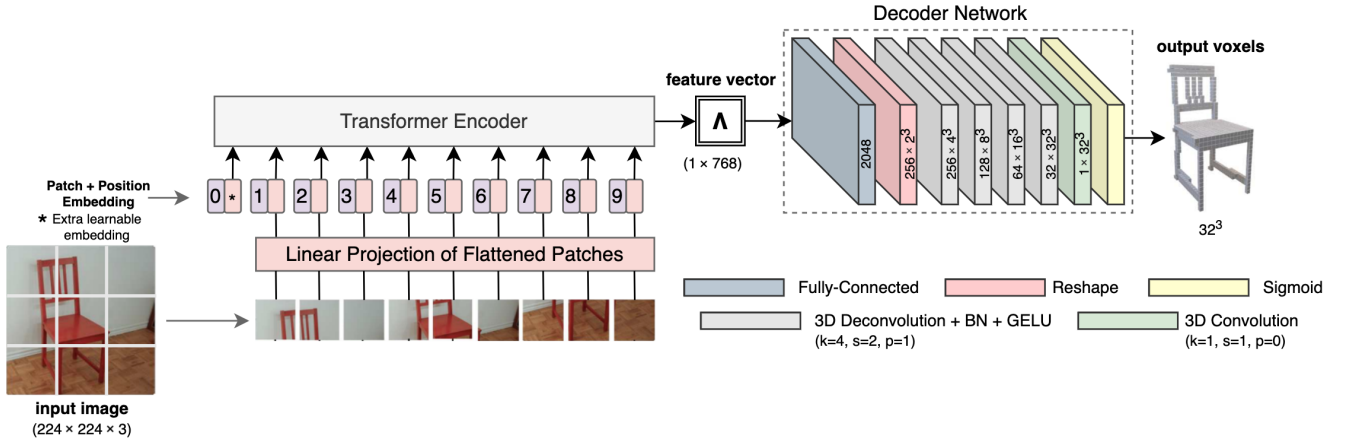 Decoder Network
output voxels
feature vector
Λ
(1 × 768)
2048
256 × 2³
256 × 4³
128 × 8³
64 × 16³
32 × 32³
1 × 32³
32³
Transformer Encoder
Patch + Position
Embedding
* Extra learnable
embedding
0 * 1 2 3 4 5 6 7 8 9
Linear Projection of Flattened Patches
input image
(224 × 224 × 3)
Fully-Connected
Reshape
Sigmoid
3D Deconvolution + BN + GELU
(k=4, s=2, p=1)
3D Convolution
(k=1, s=1, p=0)